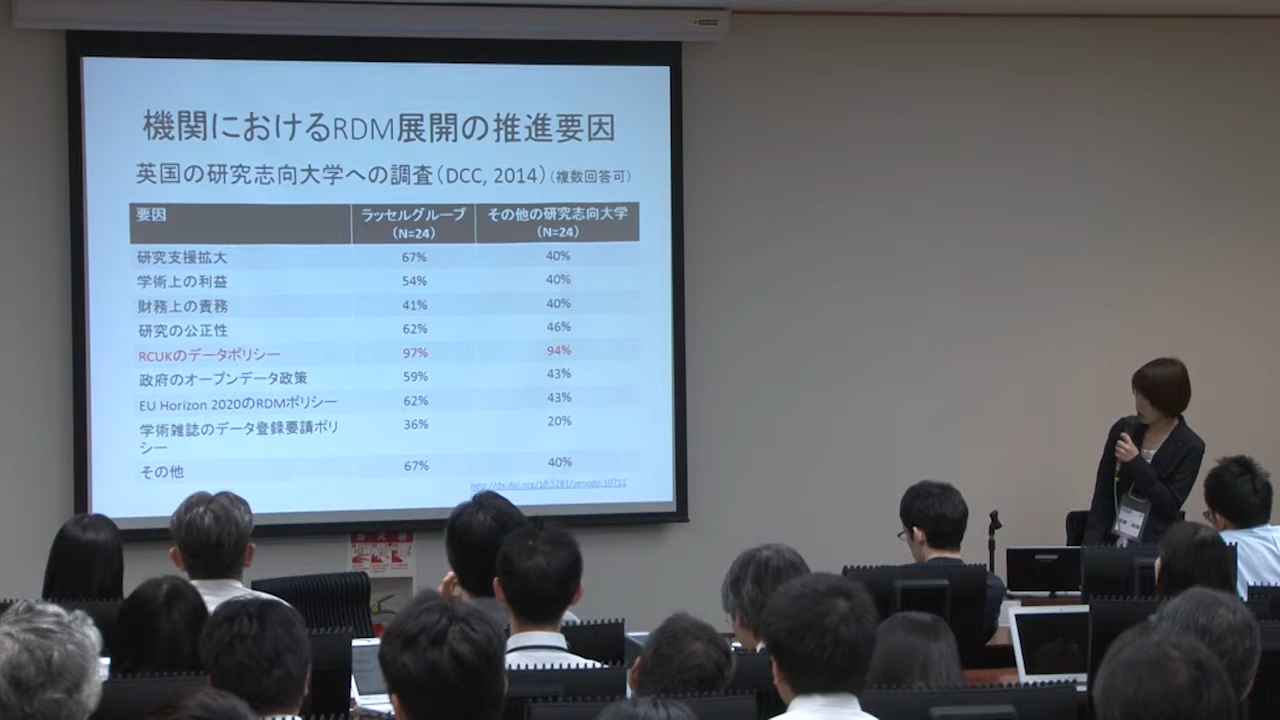 機関におけるRDM展開の推進要因
英国の研究志向大学への調査(DCC, 2014)(複数回答可)
要因 ラッセルグループ (N=24) その他の研究志向大学 (N=24)
研究支援拡大 67% 40%
学術上の利益 54% 40%
財務上の責務 41% 40%
研究の公正性 62% 46%
RCUKのデータポリシー 97% 94%
政府のオープンデータ政策 59% 43%
EU Horizon 2020のRDMポリシー 62% 43%
学術雑誌のデータ登録要請ポリ 36% 20%
シー
その他 67% 40%
http://dx.doi.org/10.5281/zenodo.10711